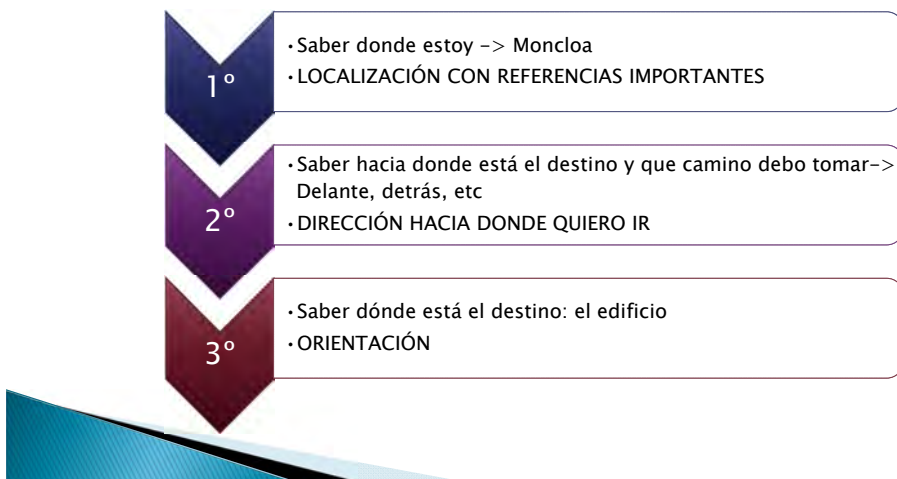 1º
·Saber donde estoy -> Moncloa
·LOCALIZACIÓN CON REFERENCIAS IMPORTANTES
2º
·Saber hacia donde está el destino y que camino debo tomar->
Delante, detrás, etc
·DIRECCIÓN HACIA DONDE QUIERO IR
3º
·Saber dónde está el destino: el edificio
·ORIENTACIÓN